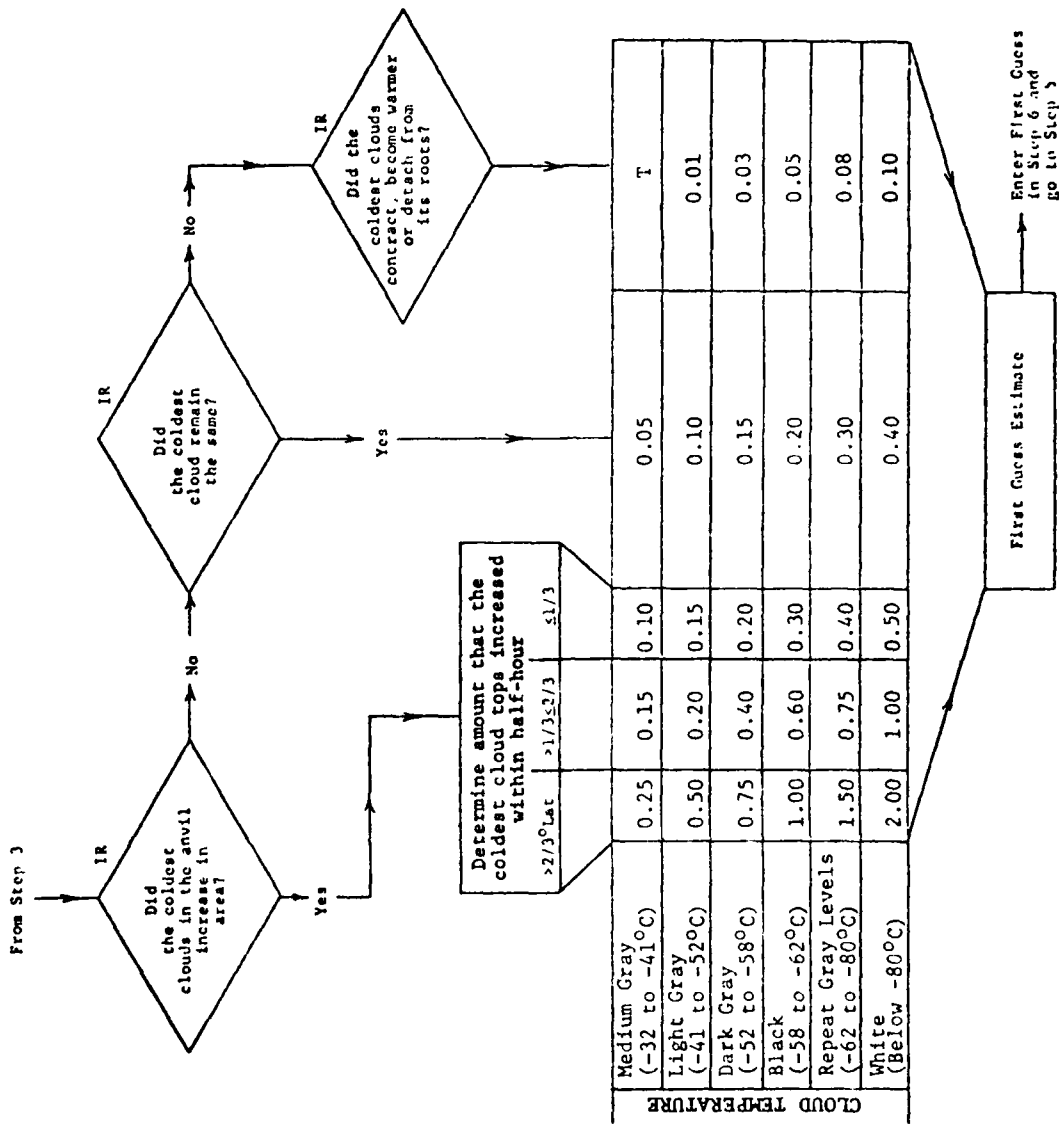 From Step 3
IR
Did
the coldest
clouds in the anvil
increase in
area?
No
Yes
IR
Did
the coldest
cloud remain
the same?
No
Yes
IR
Did the
coldest clouds
contract, become warmer
or detach from
its roots?
Determine amount that the
coldest cloud tops increased
within half-hour
>2/3°Lat >1/3≤2/3 ≤1/3
CLOUD TEMPERATURE
Medium Gray
(-32 to -41°C) 0.25 0.15 0.10 0.05 T
Light Gray
(-41 to -52°C) 0.50 0.20 0.15 0.10 0.01
Dark Gray
(-52 to -58°C) 0.75 0.40 0.20 0.15 0.03
Black
(-58 to -62°C) 1.00 0.60 0.30 0.20 0.05
Repeat Gray Levels
(-62 to -80°C) 1.50 0.75 0.40 0.30 0.08
White
(Below -80°C) 2.00 1.00 0.50 0.40 0.10
First Guess Estimate
Enter First Guess
in Step 6 and
go to Step 5